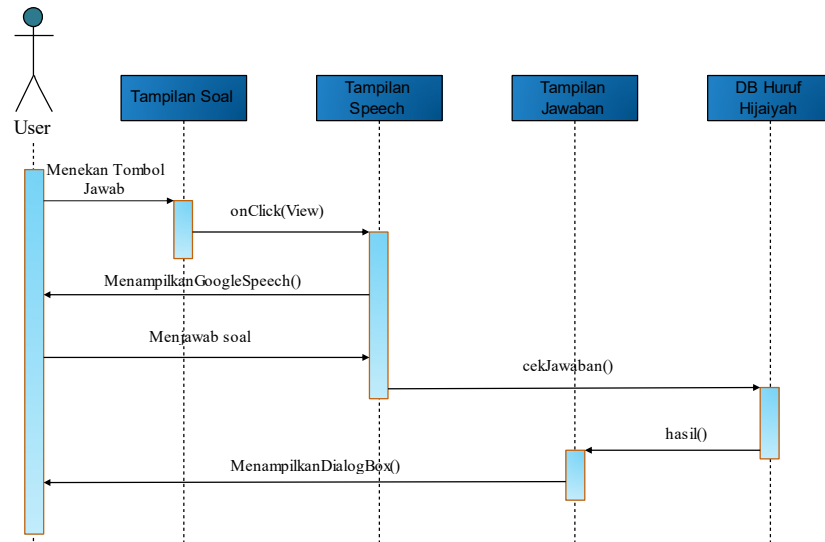 User
Tampilan Soal
Tampilan
Speech
Tampilan
Jawaban
DB Huruf
Hijaiyah
Menekan Tombol
Jawab
onClick(View)
MenampilkanGoogleSpeech()
Menjawab soal
cekJawaban()
hasil()
MenampilkanDialogBox()